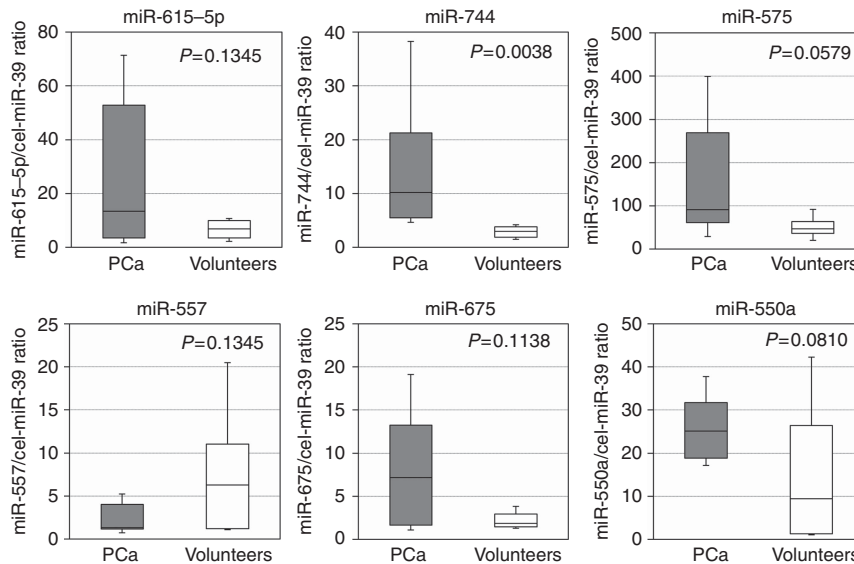 miR-615–5p
miR-615–5p/cel-miR-39 ratio
80
60
40
20
0
P=0.1345
PCa Volunteers
miR-744
miR-744/cel-miR-39 ratio
40
30
20
10
0
P=0.0038
PCa Volunteers
miR-575
miR-575/cel-miR-39 ratio
500
400
300
200
100
0
P=0.0579
PCa Volunteers
miR-557
miR-557/cel-miR-39 ratio
25
20
15
10
5
0
P=0.1345
PCa Volunteers
miR-675
miR-675/cel-miR-39 ratio
25
20
15
10
5
0
P=0.1138
PCa Volunteers
miR-550a
miR-550a/cel-miR-39 ratio
50
40
30
20
10
0
P=0.0810
PCa Volunteers